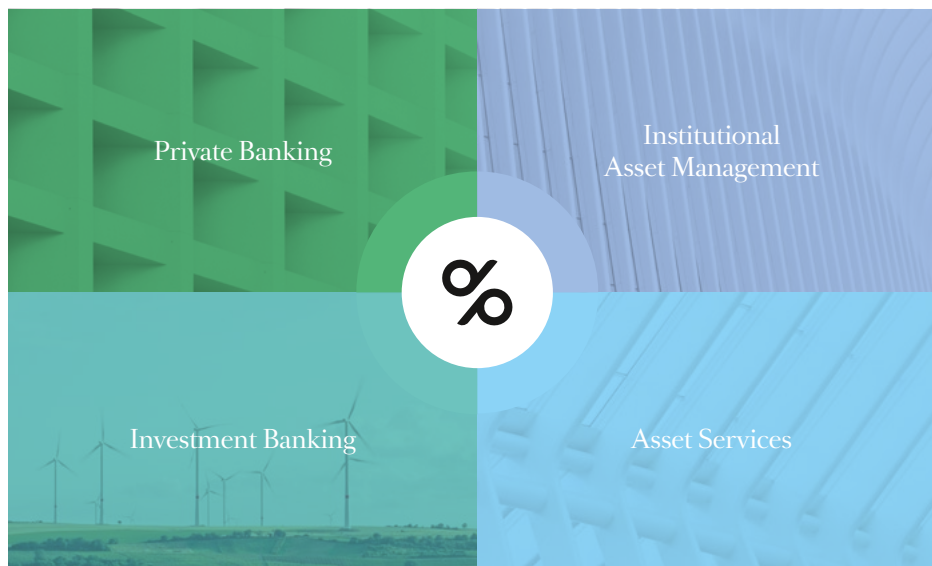 Private Banking
Institutional
Asset Management
%
Investment Banking
Asset Services